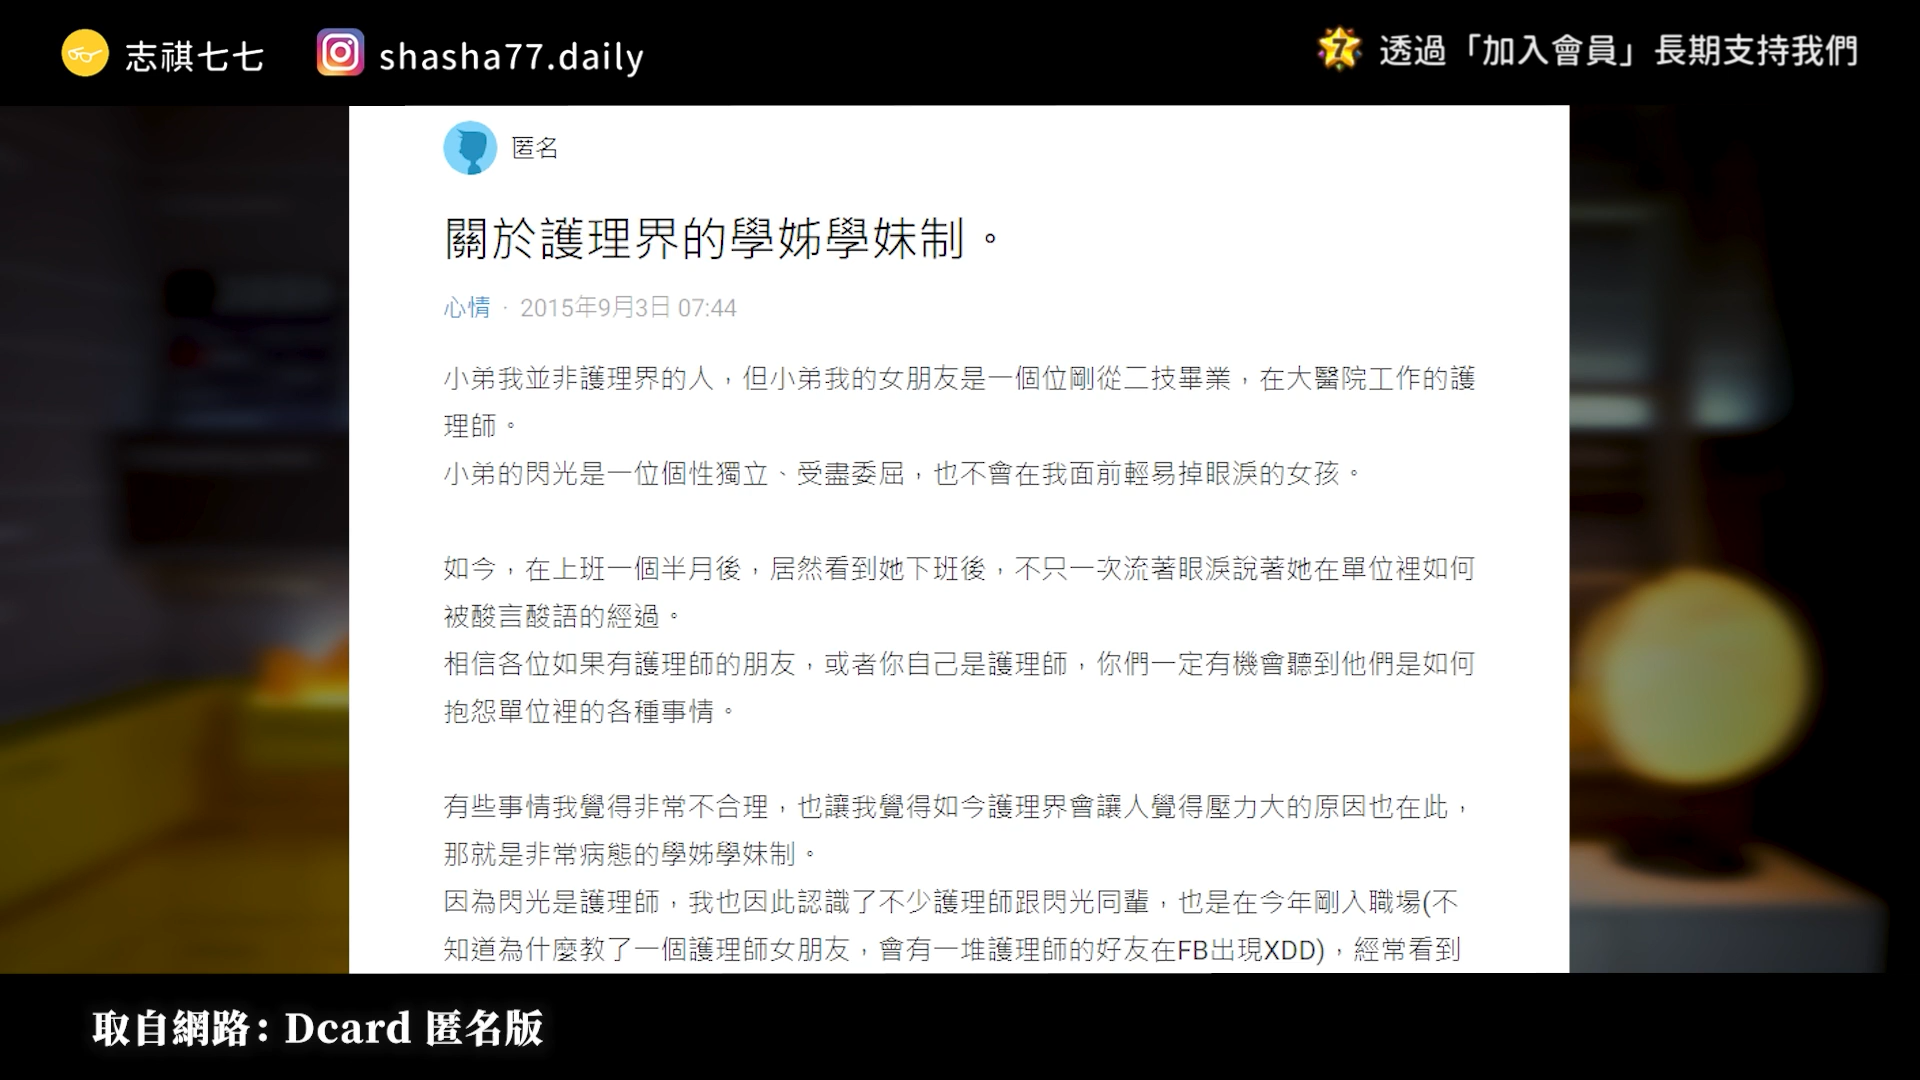 志祺七七
shasha77.daily
7
透過「加入會員」長期支持我們
匿名
關於護理界的學姊學妹制。
心情 · 2015年9月3日 07:44
小弟我並非護理界的人，但小弟我的女朋友是一個位剛從二技畢業，在大醫院工作的護
理師。
小弟的閃光是一位個性獨立、受盡委屈，也不會在我面前輕易掉眼淚的女孩。
如今，在上班一個半月後，居然看到她下班後，不只一次流著眼淚說著她在單位裡如何
被酸言酸語的經過。
相信各位如果有護理師的朋友，或者你自己是護理師，你們一定有機會聽到他們是如何
抱怨單位裡的各種事情。
有些事情我覺得非常不合理，也讓我覺得如今護理界會讓人覺得壓力大的原因也在此，
那就是非常病態的學姊學妹制。
因為閃光是護理師，我也因此認識了不少護理師跟閃光同輩，也是在今年剛入職場(不
知道為什麼教了一個護理師女朋友，會有一堆護理師的好友在FB出現XDD)，經常看到
取自網路：Dcard 匿名版